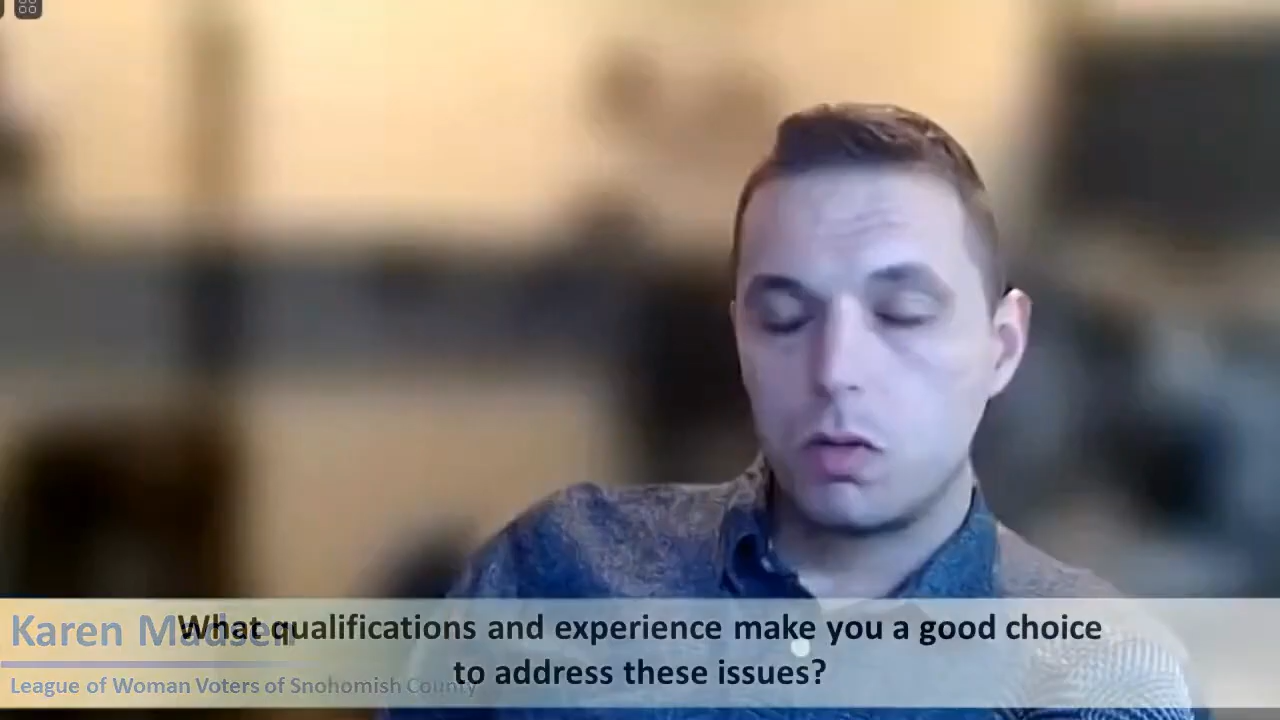 Karen Madsen
What qualifications and experience make you a good choice
to address these issues?
League of Woman Voters of Snohomish County